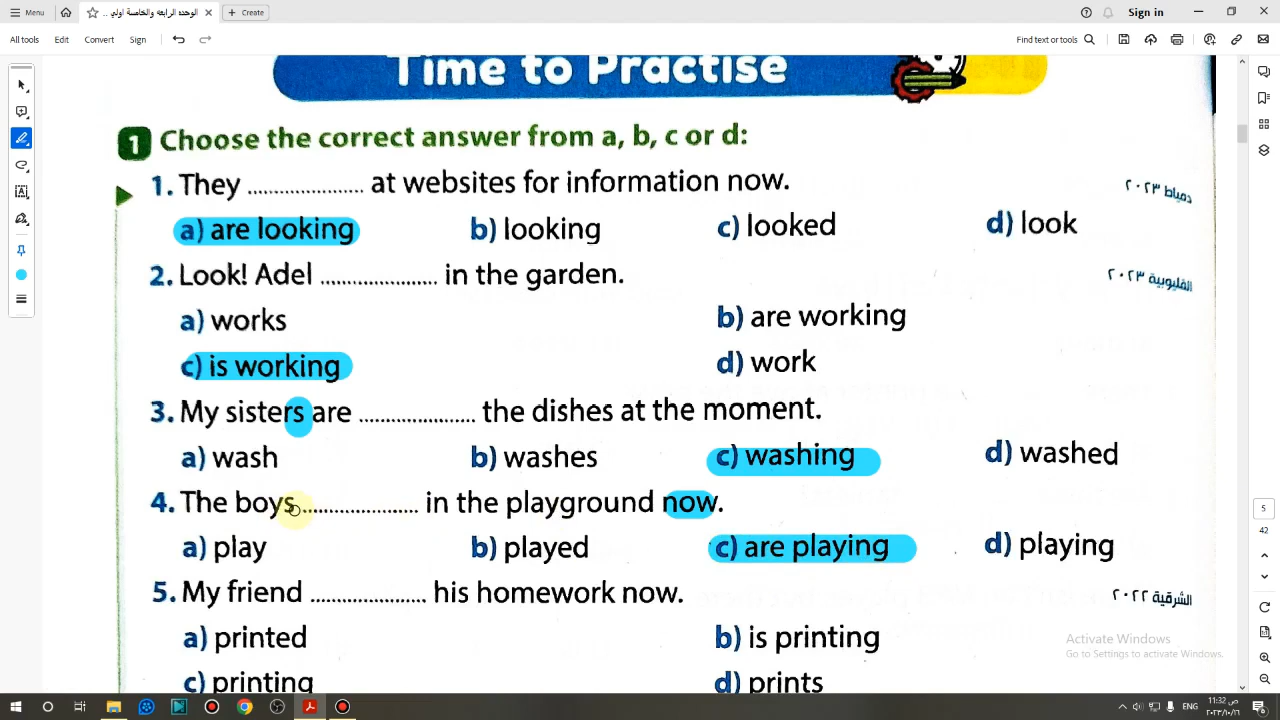 Menu
الوحده الرابعه والخامسة اولي ..
Create
Sign in
All tools Edit Convert Sign
Find text or tools
Time to Practise
1 Choose the correct answer from a, b, c or d:
1. They ..................... at websites for information now. دمياط ٢٠٢٣
a) are looking b) looking c) looked d) look
2. Look! Adel ..................... in the garden. القليوبية ٢٠٢٣
a) works b) are working
c) is working d) work
3. My sisters are ..................... the dishes at the moment.
a) wash b) washes c) washing d) washed
4. The boys ..................... in the playground now.
a) play b) played c) are playing d) playing
5. My friend ..................... his homework now. الشرقية ٢٠٢٢
a) printed b) is printing
c) printing d) prints
5
42
Activate Windows
Go to Settings to activate Windows.
ENG
11:32 ص